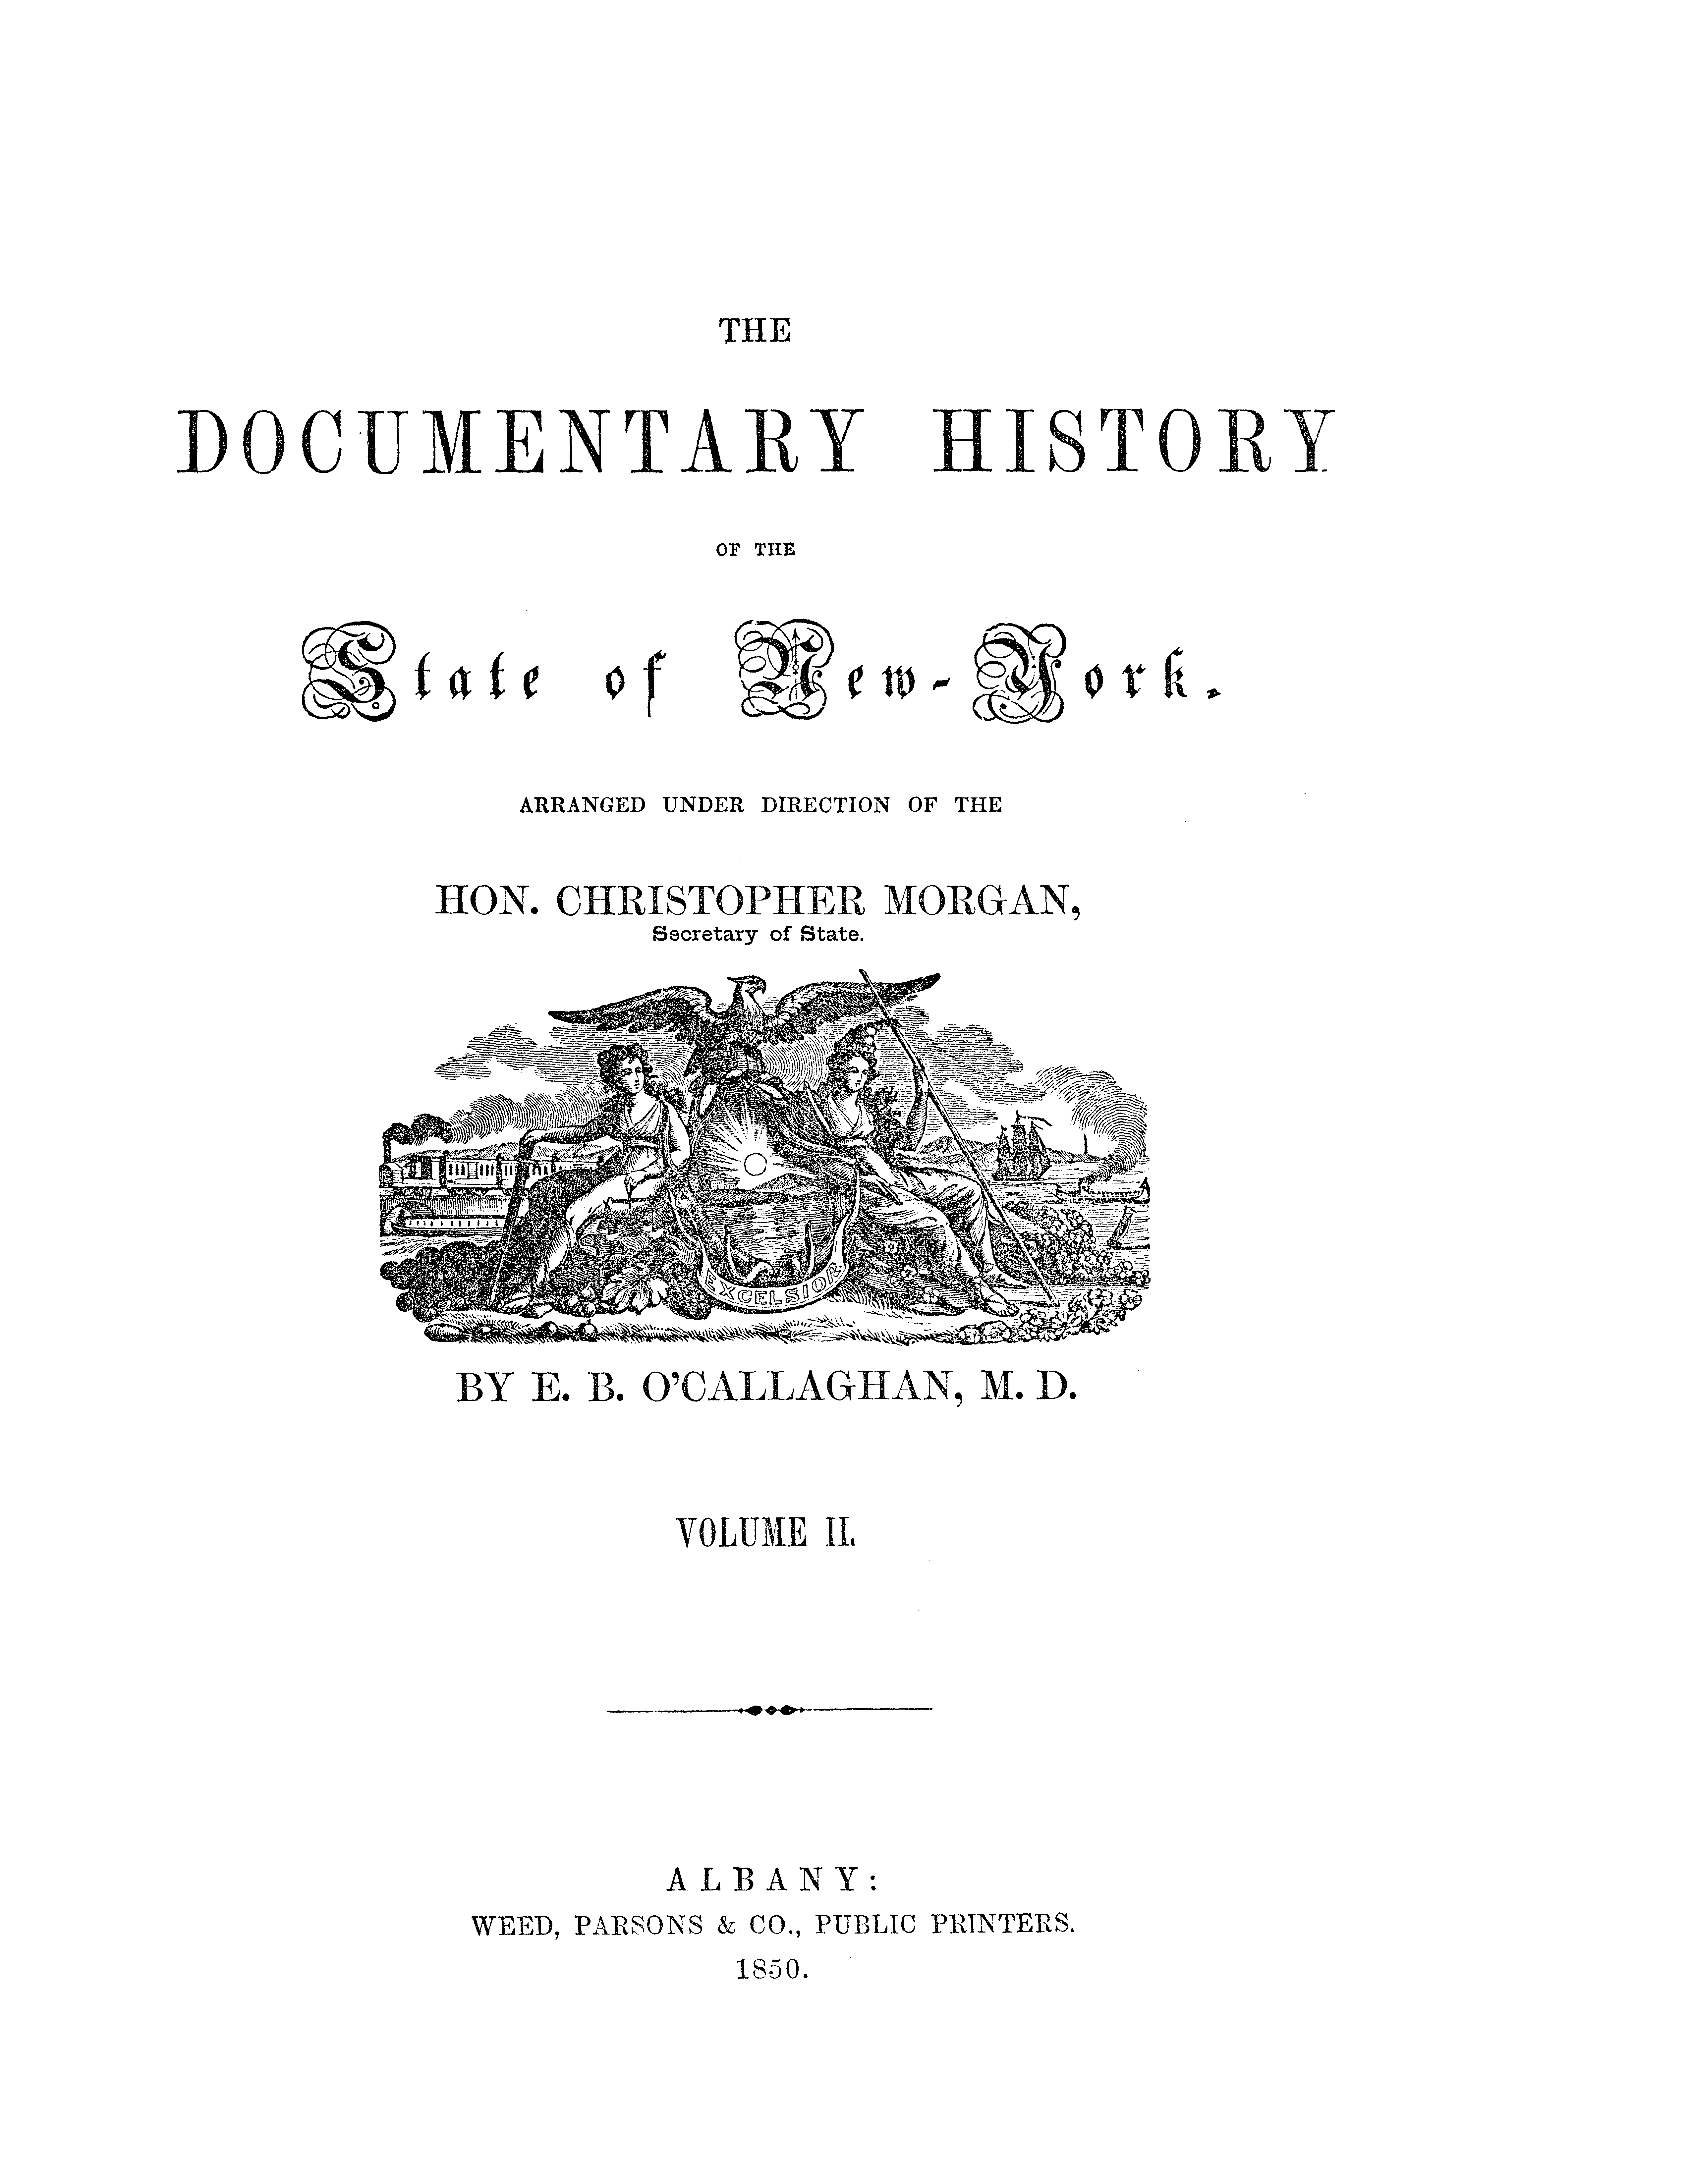 THE
DOCUMENTARY HISTORY
OF THE
State of New-York.
ARRANGED UNDER DIRECTION OF THE
HON. CHRISTOPHER MORGAN,
Secretary of State.
EXCELSIOR
BY E. B. O'CALLAGHAN, M. D.
VOLUME II.
ALBANY:
WEED, PARSONS & CO., PUBLIC PRINTERS.
1850.